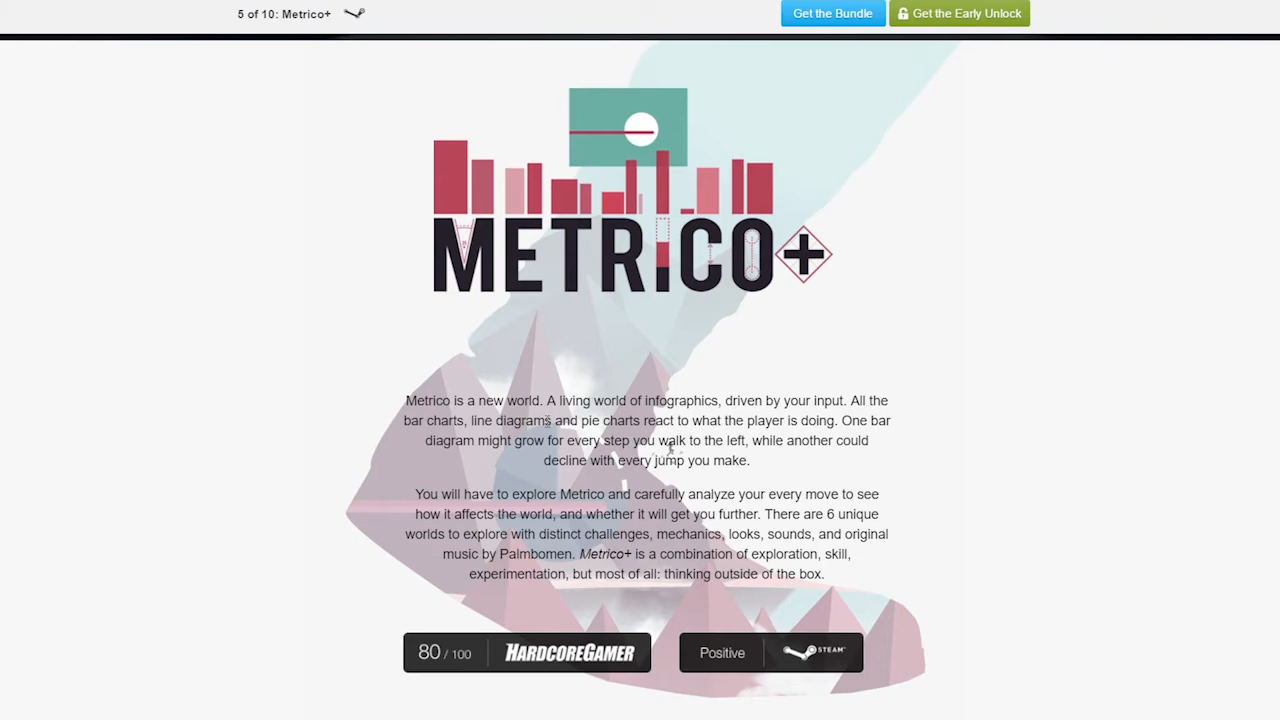 5 of 10: Metrico+
Get the Bundle
Get the Early Unlock
METRICO+
Metrico is a new world. A living world of infographics, driven by your input. All the
bar charts, line diagrams and pie charts react to what the player is doing. One bar
diagram might grow for every step you walk to the left, while another could
decline with every jump you make.
You will have to explore Metrico and carefully analyze your every move to see
how it affects the world, and whether it will get you further. There are 6 unique
worlds to explore with distinct challenges, mechanics, looks, sounds, and original
music by Palmbomen. Metrico+ is a combination of exploration, skill,
experimentation, but most of all: thinking outside of the box.
80 / 100 HARDCOREGAMER
Positive STEAM